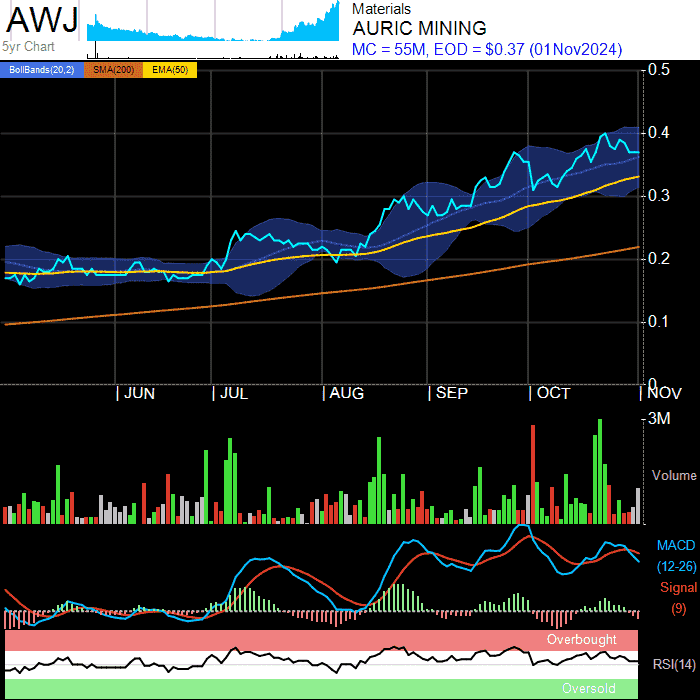 AWJ
5yr Chart
Materials
AURIC MINING
MC = 55M, EOD = $0.37 (01Nov2024)
BollBands(20,2) SMA(200) EMA(50)
0.5
0.4
0.3
0.2
0.1
0
JUN JUL AUG SEP OCT NOV
3M
Volume
MACD
(12-26)
Signal
(9)
Overbought
RSI(14)
Oversold